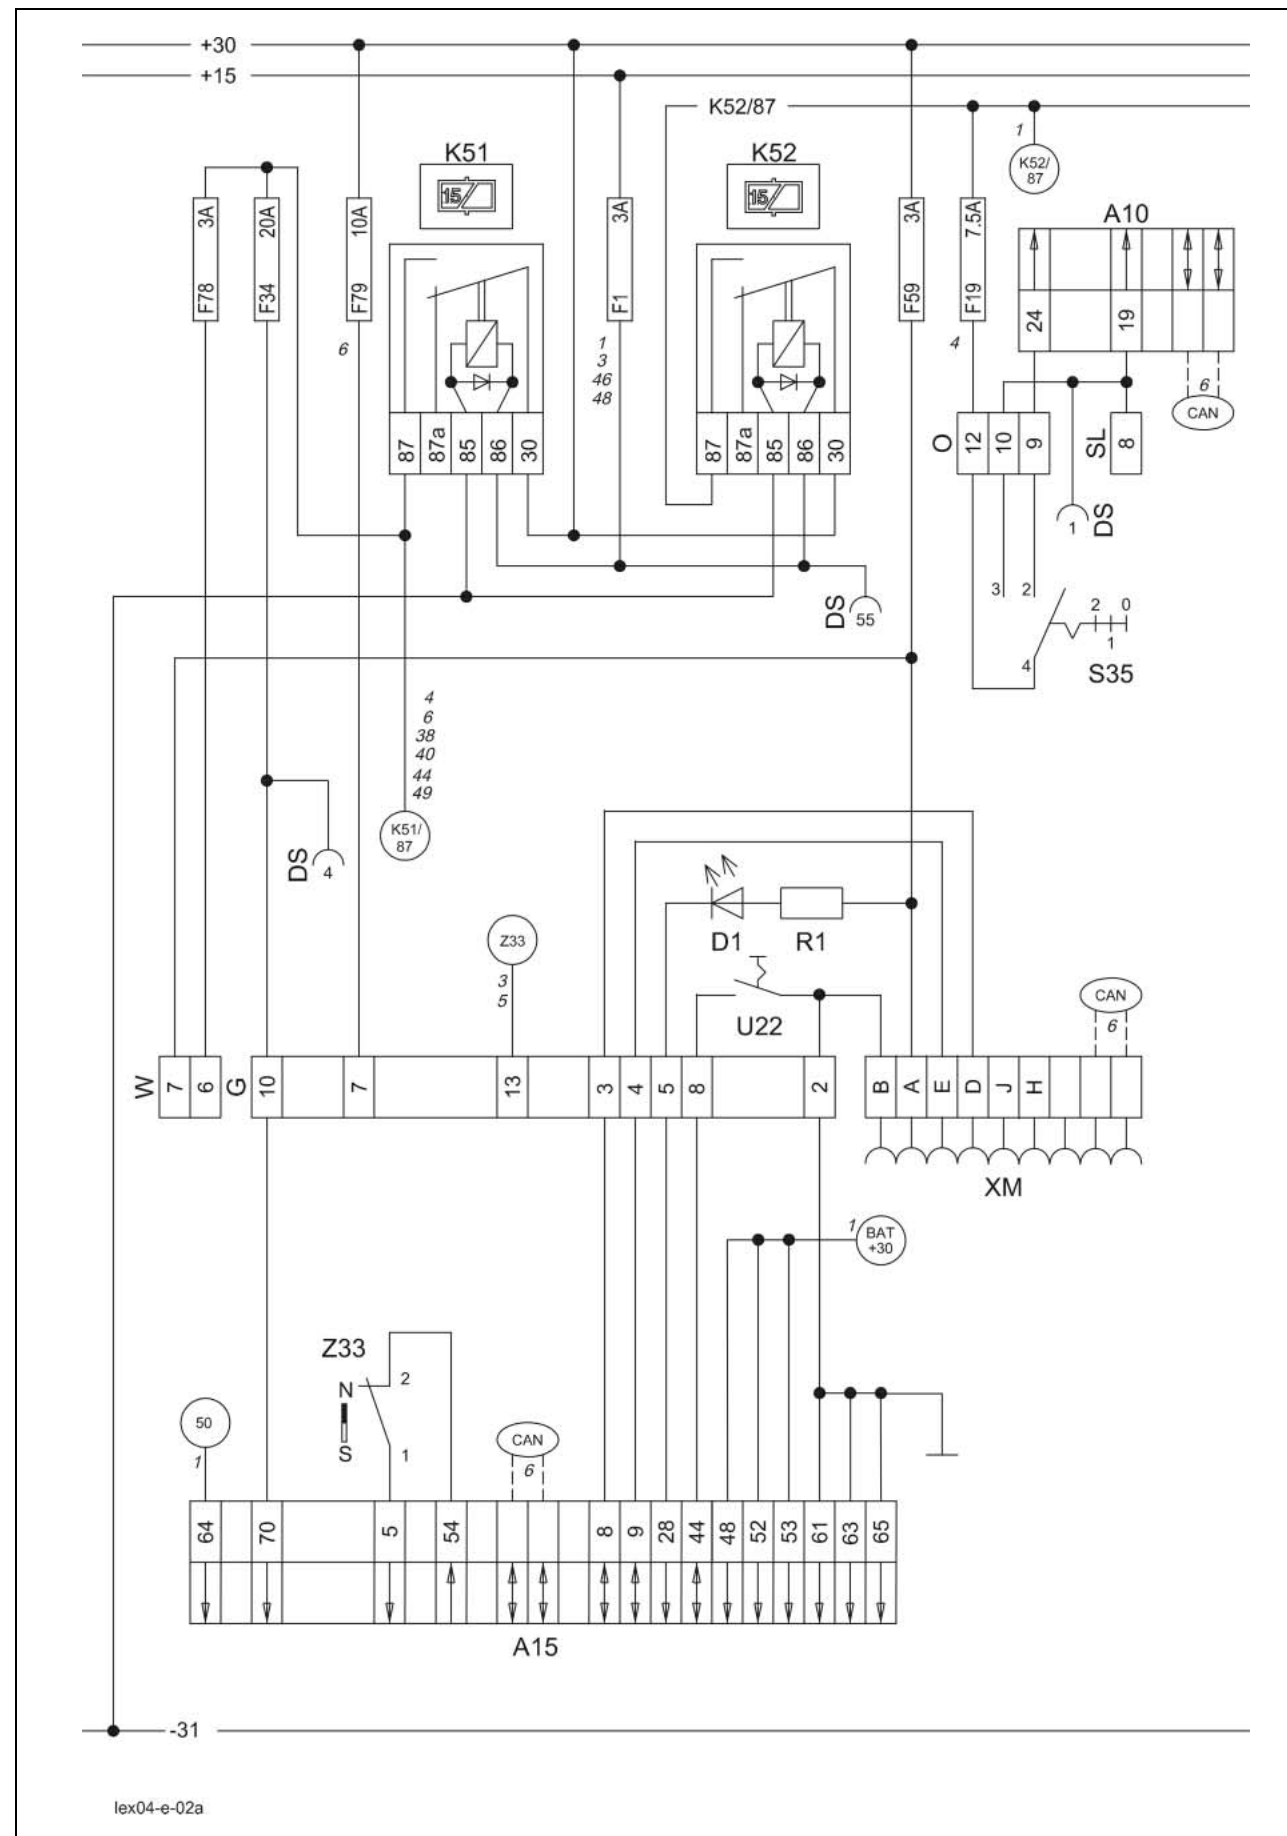 +30
+15
K52/87
K51
K52
1
K52/
87
A10
15
15
F78 3A
F34 20A
F79 10A
F1 3A
F59 3A
F19 7.5A
24
19
6
1
3
46
48
4
6
CAN
87
87a
85
86
30
87
87a
85
86
30
O
12
10
9
SL
8
1
DS
DS
55
3
2
4
2
0
1
S35
4
6
38
40
44
49
K51/
87
DS
4
D1
R1
Z33
3
5
U22
CAN
6
W
7
6
G
10
7
13
3
4
5
8
2
B
A
E
D
J
H
XM
1
BAT
+30
Z33
2
N
S
1
50
1
CAN
6
64
70
5
54
8
9
28
44
48
52
53
61
63
65
A15
-31
lex04-e-02a